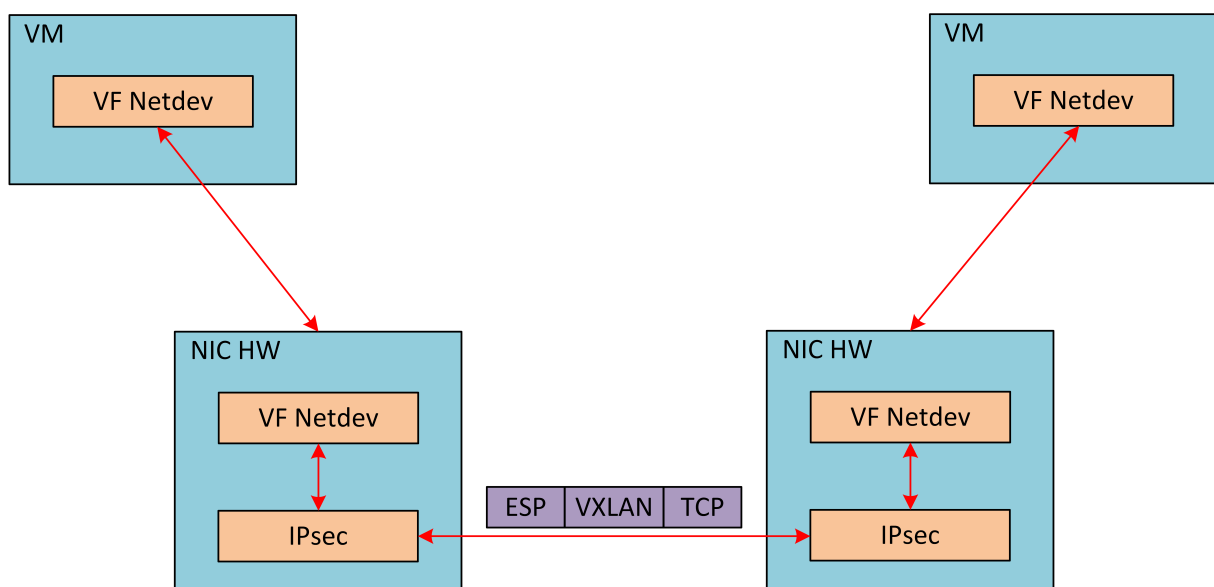 VM
VF Netdev
VM
VF Netdev
NIC HW
VF Netdev
IPsec
ESP VXLAN TCP
NIC HW
VF Netdev
IPsec